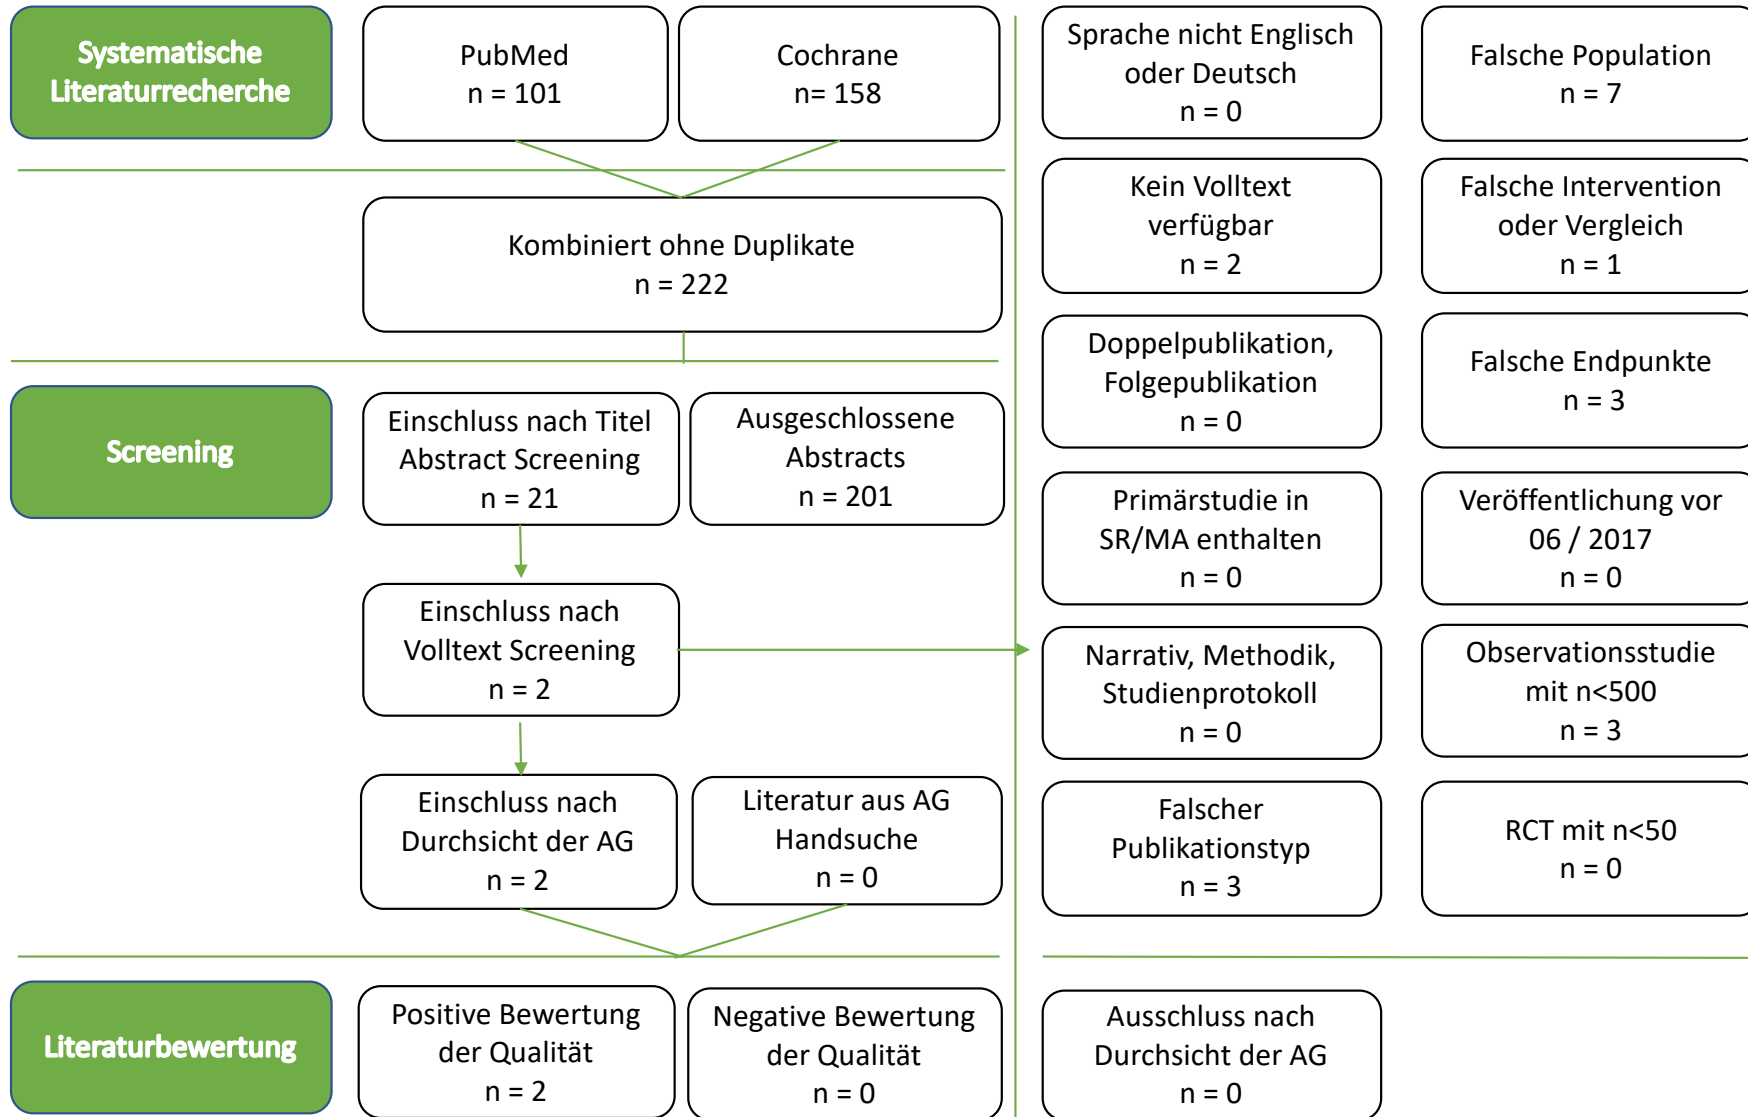 Systematische
Literaturrecherche
PubMed
n = 101
Cochrane
n= 158
Kombiniert ohne Duplikate
n = 222
Screening
Einschluss nach Titel
Abstract Screening
n = 21
Ausgeschlossene
Abstracts
n = 201
Einschluss nach
Volltext Screening
n = 2
Einschluss nach
Durchsicht der AG
n = 2
Literatur aus AG
Handsuche
n = 0
Literaturbewertung
Positive Bewertung
der Qualität
n = 2
Negative Bewertung
der Qualität
n = 0
Sprache nicht Englisch
oder Deutsch
n = 0
Falsche Population
n = 7
Kein Volltext
verfügbar
n = 2
Falsche Intervention
oder Vergleich
n = 1
Doppelpublikation,
Folgepublikation
n = 0
Falsche Endpunkte
n = 3
Primärstudie in
SR/MA enthalten
n = 0
Veröffentlichung vor
06 / 2017
n = 0
Narrativ, Methodik,
Studienprotokoll
n = 0
Observationsstudie
mit n<500
n = 3
Falscher
Publikationstyp
n = 3
RCT mit n<50
n = 0
Ausschluss nach
Durchsicht der AG
n = 0